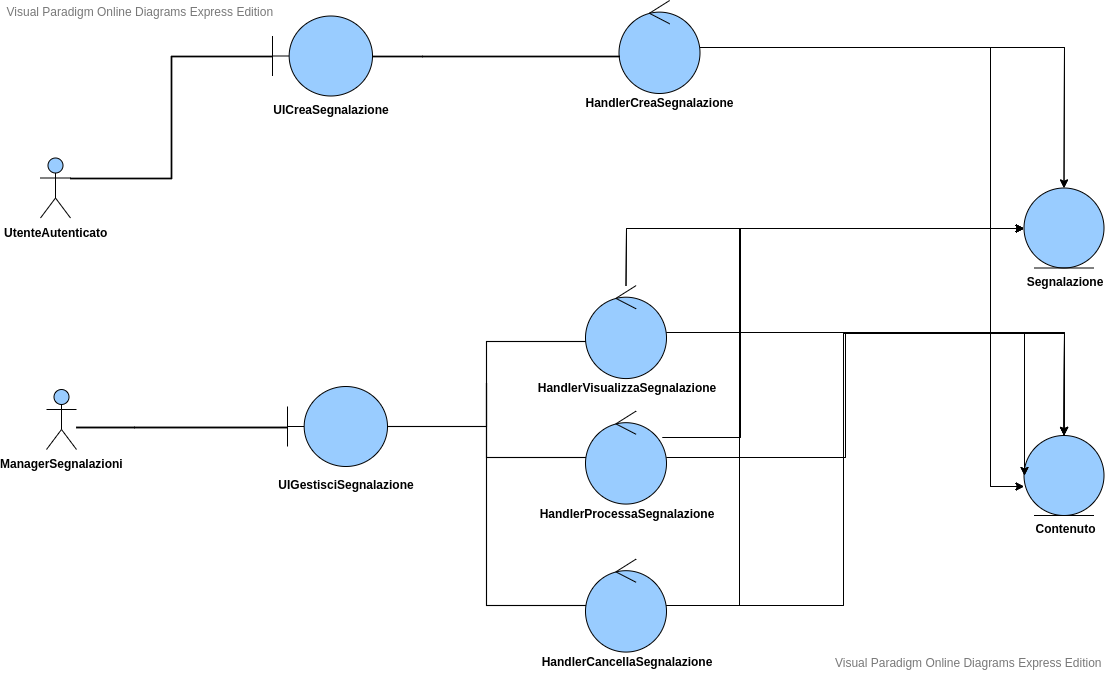 Visual Paradigm Online Diagrams Express Edition
UICreaSegnalazione
HandlerCreaSegnalazione
UtenteAutenticato
Segnalazione
HandlerVisualizzaSegnalazione
ManagerSegnalazioni
UIGestisciSegnalazione
HandlerProcessaSegnalazione
Contenuto
HandlerCancellaSegnalazione
Visual Paradigm Online Diagrams Express Edition